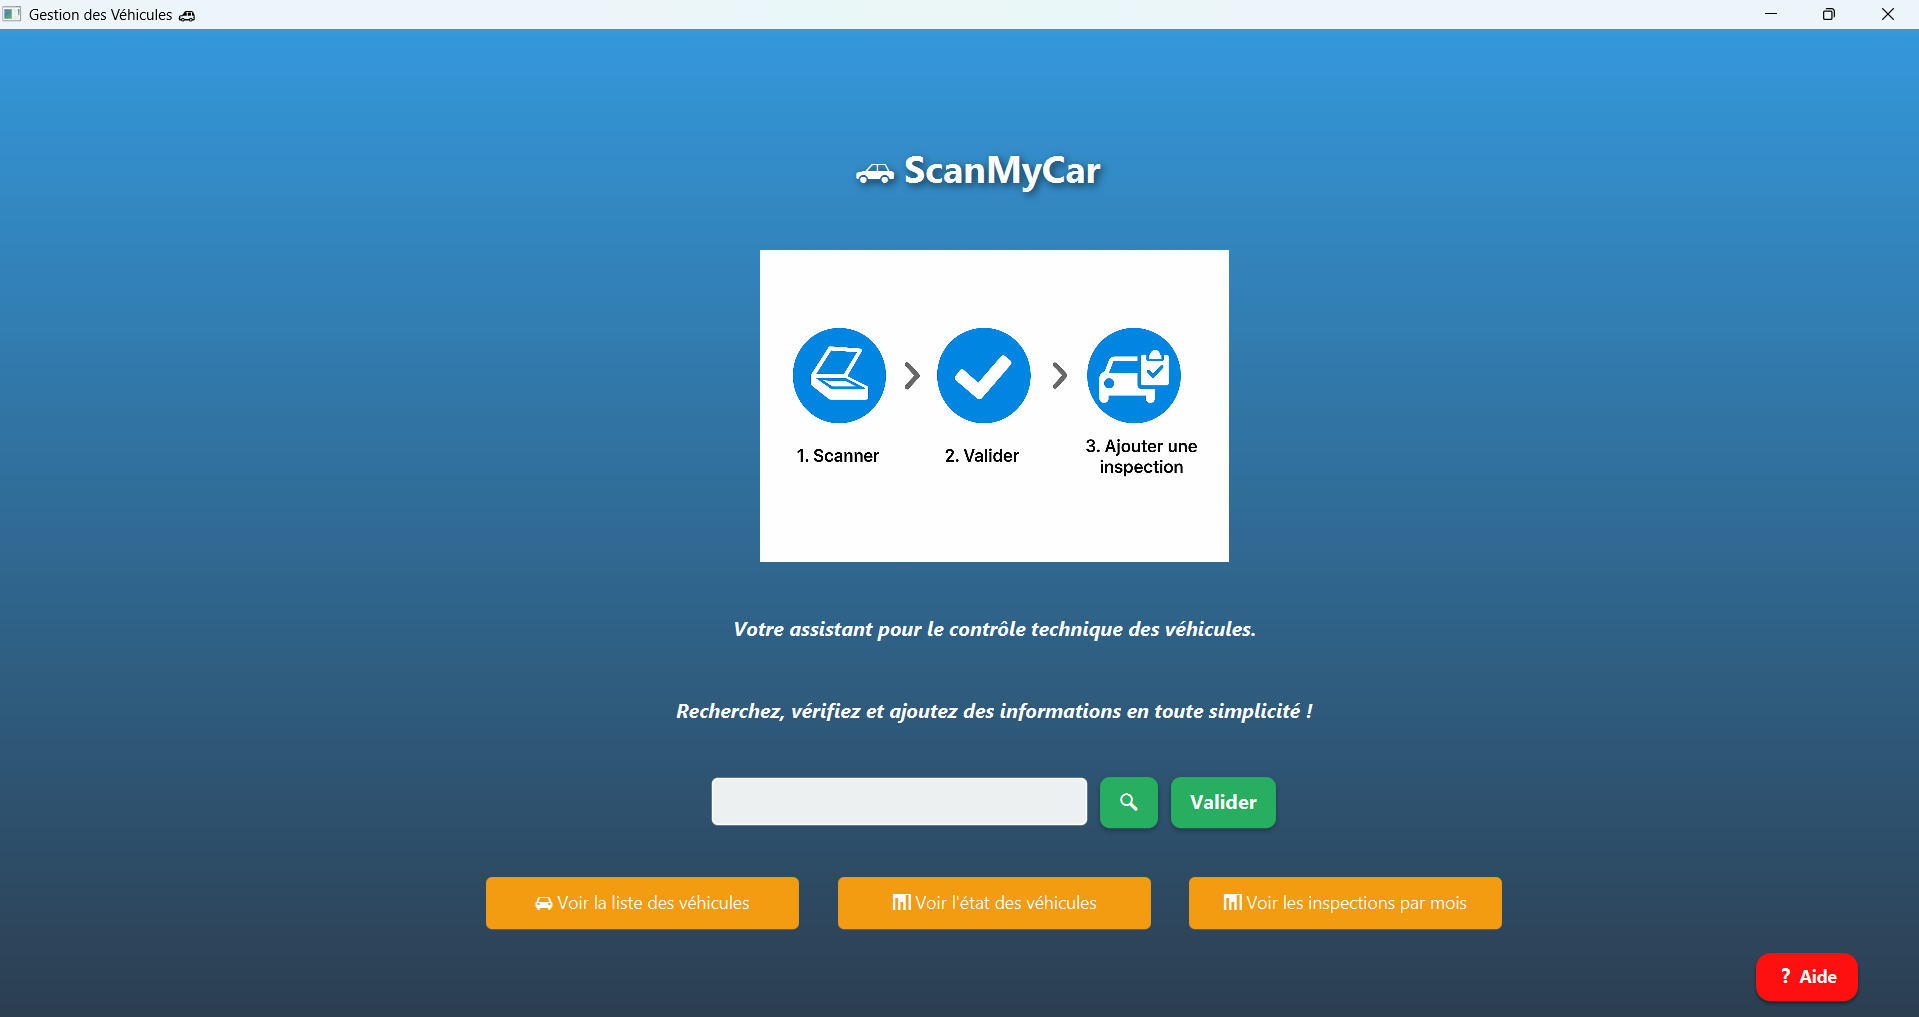 Gestion des Véhicules
ScanMyCar
1. Scanner
2. Valider
3. Ajouter une
inspection
Votre assistant pour le contrôle technique des véhicules.
Recherchez, vérifiez et ajoutez des informations en toute simplicité !
Valider
Voir la liste des véhicules
Voir l'état des véhicules
Voir les inspections par mois
? Aide